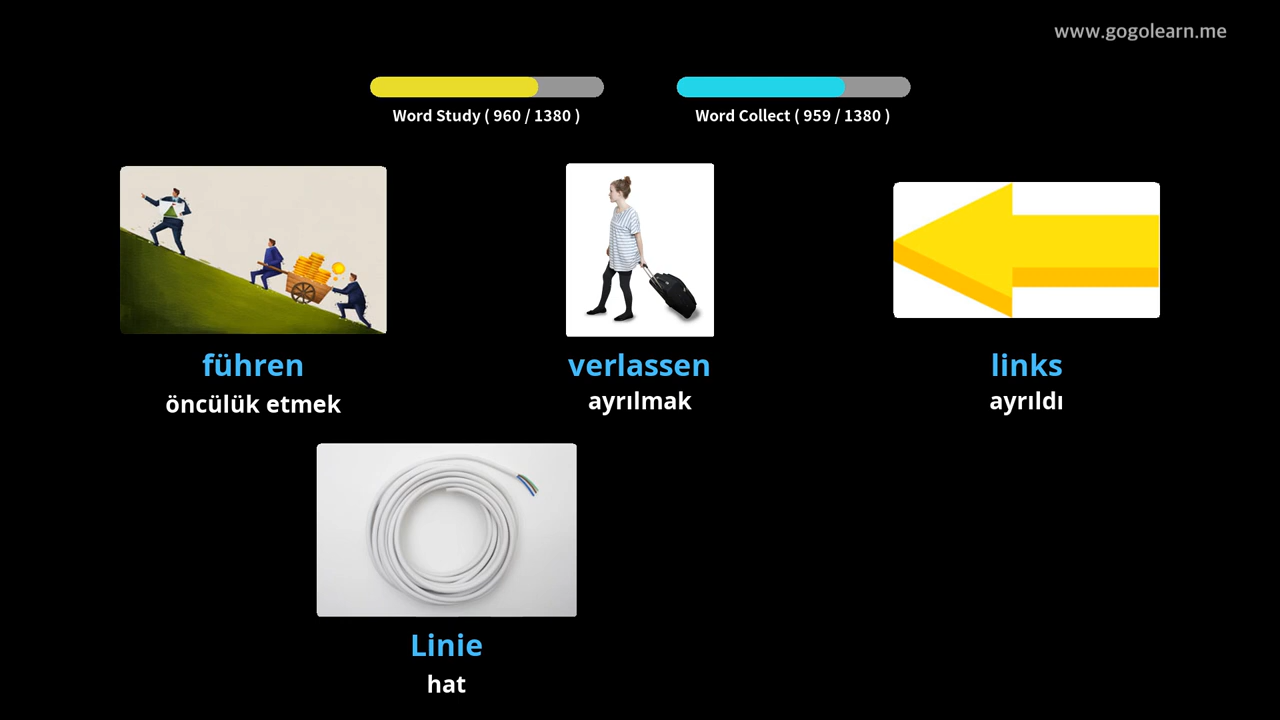 www.gogolearn.me
Word Study ( 960 / 1380 )
Word Collect ( 959 / 1380 )
führen
öncülük etmek
verlassen
ayrılmak
links
ayrıldı
Linie
hat